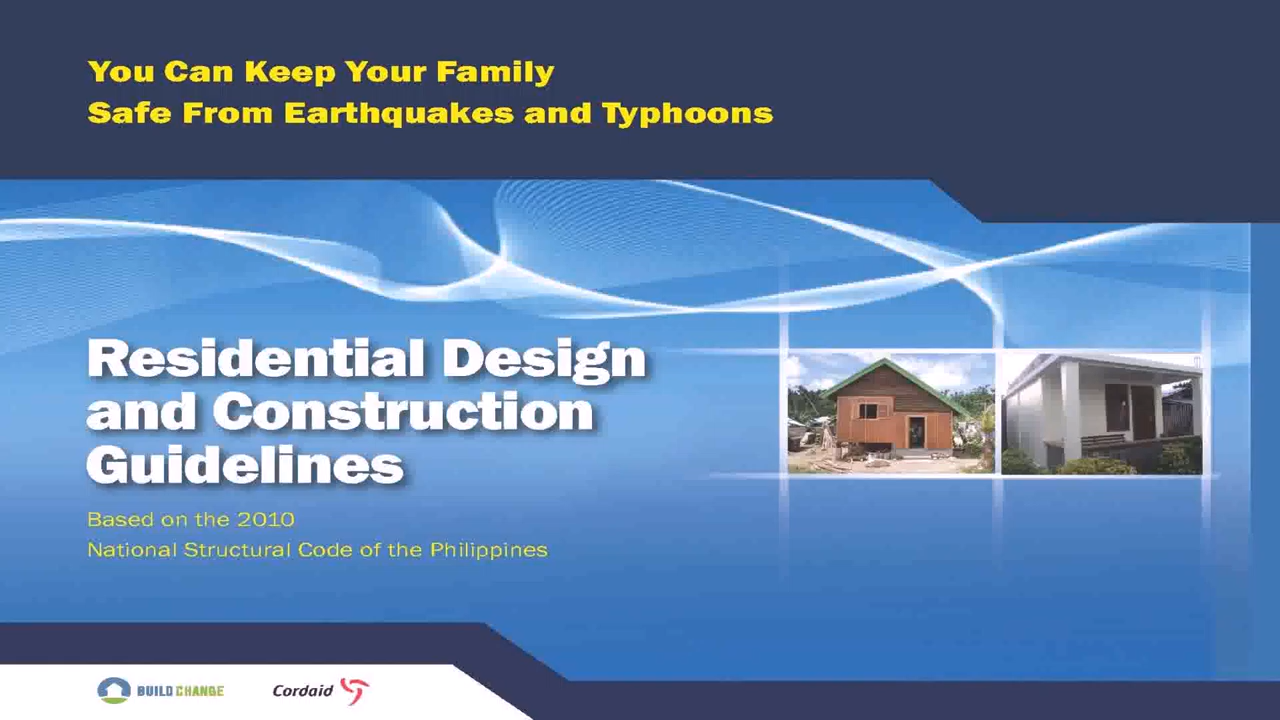 You Can Keep Your Family
Safe From Earthquakes and Typhoons
Residential Design
and Construction
Guidelines
Based on the 2010
National Structural Code of the Philippines
BUILD CHANGE
Cordaid